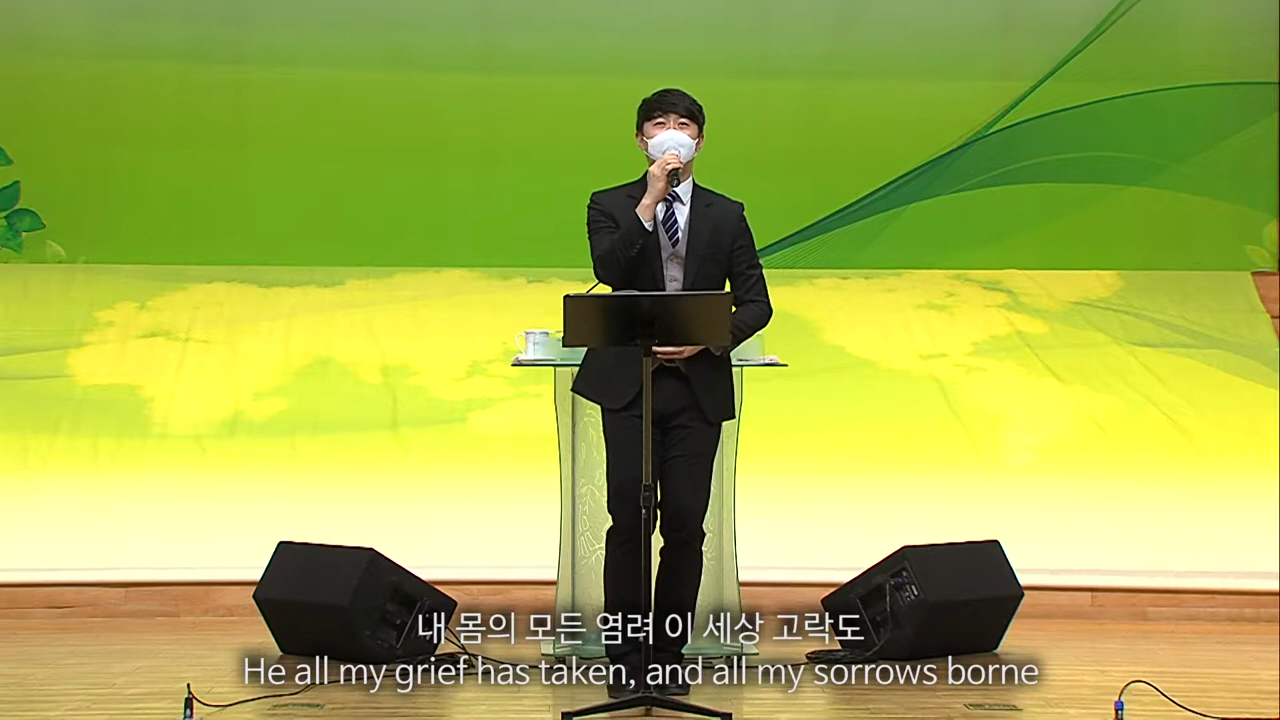 내 몸의 모든 염려 이 세상 고락도
He all my grief has taken, and all my sorrows borne